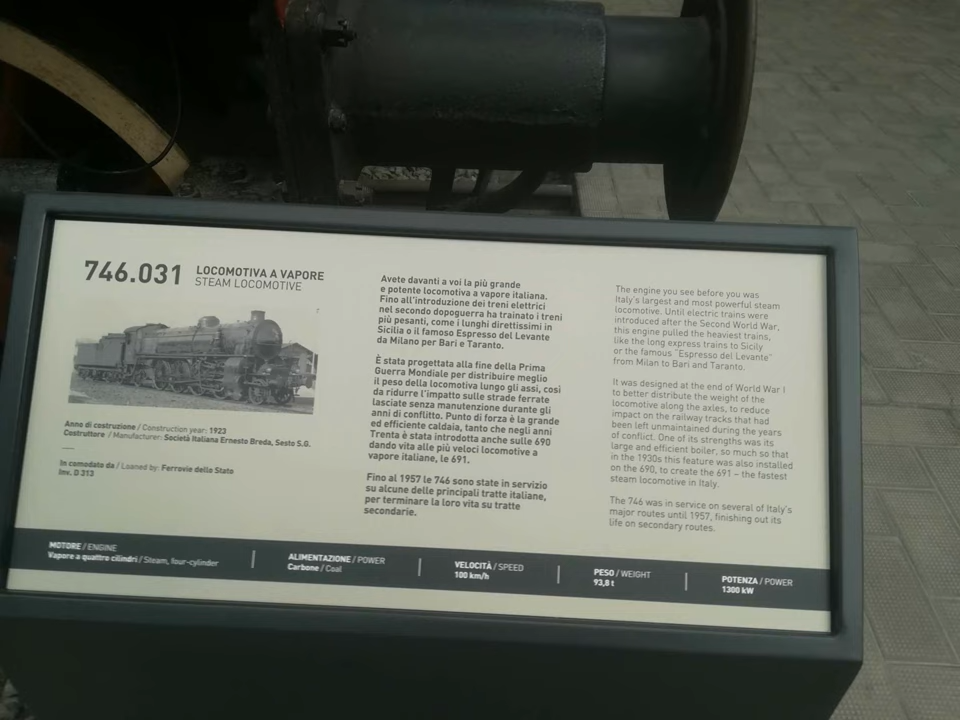 746.031
LOCOMOTIVA A VAPORE
STEAM LOCOMOTIVE
Anno di costruzione / Construction year: 1923
Costruttore / Manufacturer: Società Italiana Ernesto Breda, Sesto S.G.
In comodato da / Loaned by: Ferrovie dello Stato
Inv. D 313
Avete davanti a voi la più grande
e potente locomotiva a vapore italiana.
Fino all'introduzione dei treni elettrici
nel secondo dopoguerra ha trainato i treni
più pesanti, come i lunghi direttissimi in
Sicilia o il famoso Espresso del Levante
da Milano per Bari e Taranto.
È stata progettata alla fine della Prima
Guerra Mondiale per distribuire meglio
il peso della locomotiva lungo gli assi, così
da ridurre l'impatto sulle strade ferrate
lasciate senza manutenzione durante gli
anni di conflitto. Punto di forza è la grande
ed efficiente caldaia, tanto che negli anni
Trenta è stata introdotta anche sulle 690
dando vita alle più veloci locomotive a
vapore italiane, le 691.
Fino al 1957 le 746 sono state in servizio
su alcune delle principali tratte italiane,
per terminare la loro vita su tratte
secondarie.
The engine you see before you was
Italy's largest and most powerful steam
locomotive. Until electric trains were
introduced after the Second World War,
this engine pulled the heaviest trains,
like the long express trains to Sicily
or the famous "Espresso del Levante"
from Milan to Bari and Taranto.
It was designed at the end of World War I
to better distribute the weight of the
locomotive along the axles, to reduce
impact on the railway tracks that had
been left unmaintained during the years
of conflict. One of its strengths was its
large and efficient boiler, so much so that
in the 1930s this feature was also installed
on the 690, to create the 691 – the fastest
steam locomotive in Italy.
The 746 was in service on several of Italy's
major routes until 1957, finishing out its
life on secondary routes.
MOTORE / ENGINE
Vapore a quattro cilindri / Steam, four-cylinder
ALIMENTAZIONE / POWER
Carbone / Coal
VELOCITÀ / SPEED
100 km/h
PESO / WEIGHT
93,8 t
POTENZA / POWER
1300 kW